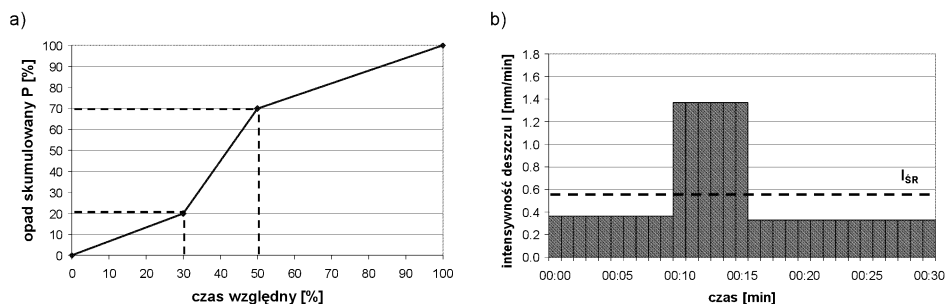 a)
opad skumulowany P [%]
100
90
80
70
60
50
40
30
20
10
0
0 10 20 30 40 50 60 70 80 90 100
czas względny [%]
b)
intensywność deszczu I [mm/min]
1.8
1.6
1.4
1.2
1.0
0.8
0.6
0.4
0.2
0.0
IŚR
00:00 00:05 00:10 00:15 00:20 00:25 00:30
czas [min]